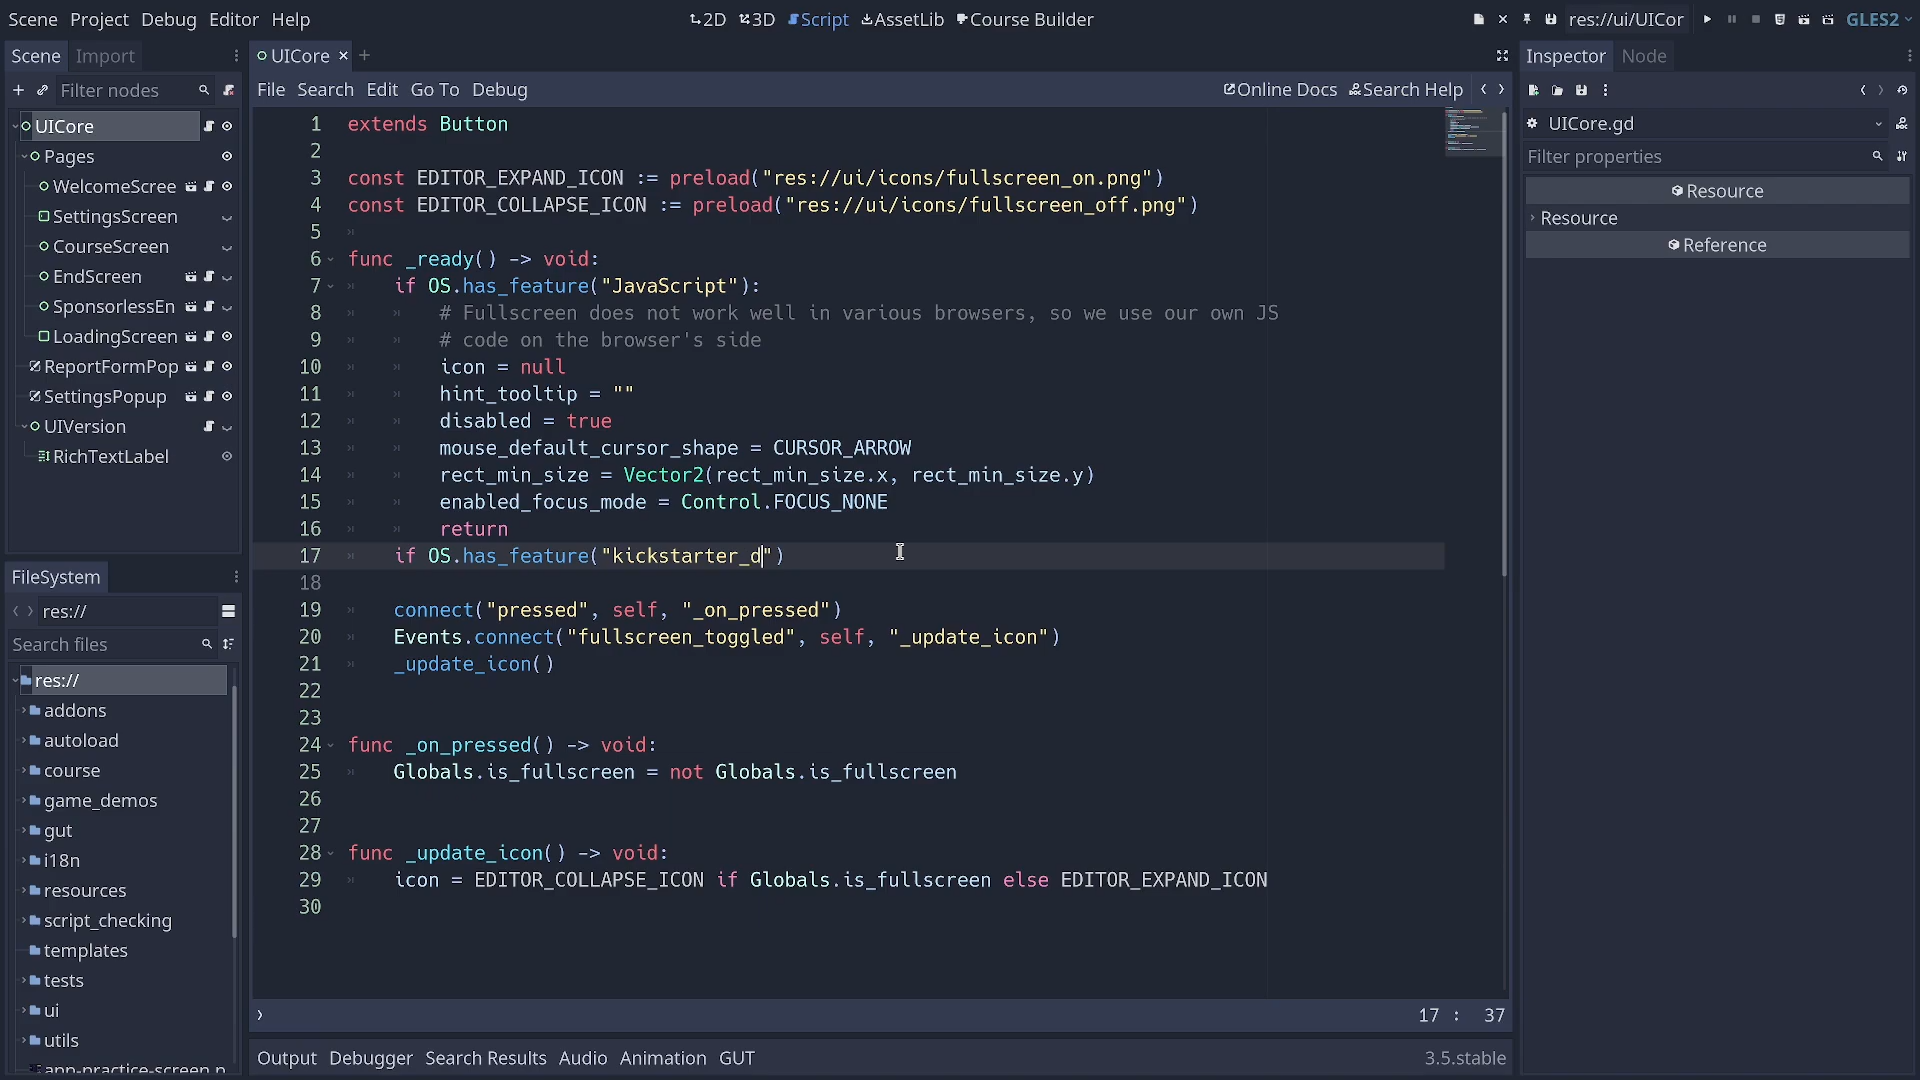 Scene Project Debug Editor Help
2D 3D Script AssetLib Course Builder
res://ui/UICor
GLES2
Scene Import
Filter nodes
UICore
Pages
WelcomeScree
SettingsScreen
CourseScreen
EndScreen
SponsorlessEn
LoadingScreen
ReportFormPop
SettingsPopup
UIVersion
RichTextLabel
FileSystem
res://
Search files
res://
addons
autoload
course
game_demos
gut
i18n
resources
script_checking
templates
tests
ui
utils
app-practice-screen.p
UICore
File Search Edit Go To Debug
Online Docs Search Help
1 extends Button
2
3 const EDITOR_EXPAND_ICON := preload("res://ui/icons/fullscreen_on.png")
4 const EDITOR_COLLAPSE_ICON := preload("res://ui/icons/fullscreen_off.png")
5
6 func _ready() -> void:
7 if OS.has_feature("JavaScript"):
8 # Fullscreen does not work well in various browsers, so we use our own JS
9 # code on the browser's side
10 icon = null
11 hint_tooltip = ""
12 disabled = true
13 mouse_default_cursor_shape = CURSOR_ARROW
14 rect_min_size = Vector2(rect_min_size.x, rect_min_size.y)
15 enabled_focus_mode = Control.FOCUS_NONE
16 return
17 if OS.has_feature("kickstarter_d")
18
19 connect("pressed", self, "_on_pressed")
20 Events.connect("fullscreen_toggled", self, "_update_icon")
21 _update_icon()
22
23
24 func _on_pressed() -> void:
25 Globals.is_fullscreen = not Globals.is_fullscreen
26
27
28 func _update_icon() -> void:
29 icon = EDITOR_COLLAPSE_ICON if Globals.is_fullscreen else EDITOR_EXPAND_ICON
30
17 : 37
Output Debugger Search Results Audio Animation GUT
3.5.stable
Inspector Node
UICore.gd
Filter properties
Resource
Resource
Reference